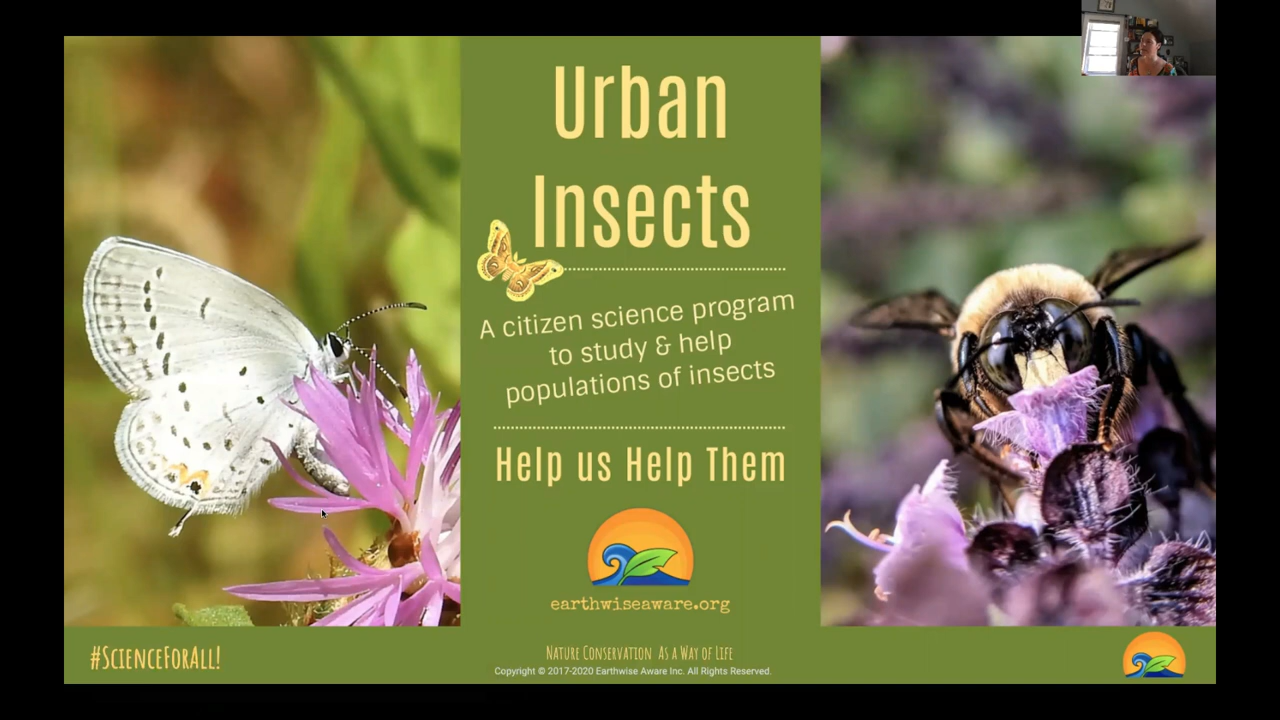 Urban
Insects
A citizen science program
to study & help
populations of insects
Help us Help Them
earthwiseaware.org
#ScienceForAll!
Nature Conservation As a Way of Life
Copyright © 2017-2020 Earthwise Aware Inc. All Rights Reserved.